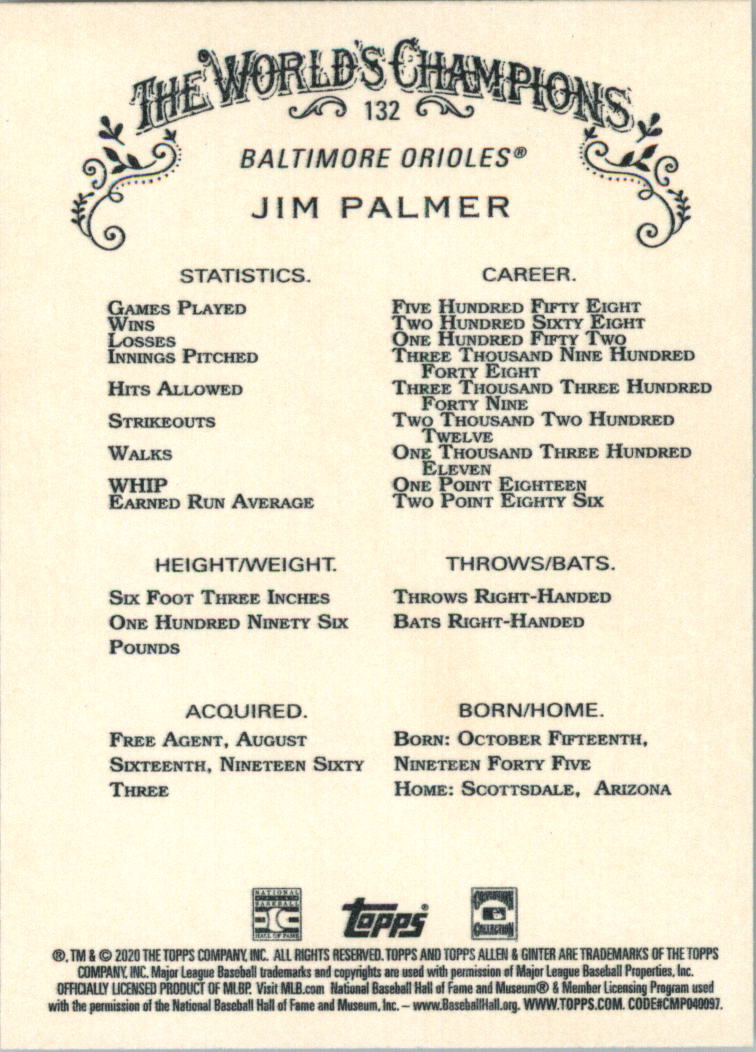 THE WORLD'S CHAMPIONS
132
BALTIMORE ORIOLES®
JIM PALMER
STATISTICS. CAREER.
GAMES PLAYED FIVE HUNDRED FIFTY EIGHT
WINS TWO HUNDRED SIXTY EIGHT
LOSSES ONE HUNDRED FIFTY TWO
INNINGS PITCHED THREE THOUSAND NINE HUNDRED
FORTY EIGHT
HITS ALLOWED THREE THOUSAND THREE HUNDRED
FORTY NINE
STRIKEOUTS TWO THOUSAND TWO HUNDRED
TWELVE
WALKS ONE THOUSAND THREE HUNDRED
ELEVEN
WHIP ONE POINT EIGHTEEN
EARNED RUN AVERAGE TWO POINT EIGHTY SIX
HEIGHT/WEIGHT. THROWS/BATS.
SIX FOOT THREE INCHES THROWS RIGHT-HANDED
ONE HUNDRED NINETY SIX BATS RIGHT-HANDED
POUNDS
ACQUIRED. BORN/HOME.
FREE AGENT, AUGUST BORN: OCTOBER FIFTEENTH,
SIXTEENTH, NINETEEN SIXTY NINETEEN FORTY FIVE
THREE HOME: SCOTTSDALE, ARIZONA
NATIONAL BASEBALL HALL OF FAME
Topps®
COOPERSTOWN COLLECTION
®, TM & © 2020 THE TOPPS COMPANY, INC. ALL RIGHTS RESERVED. TOPPS AND TOPPS ALLEN & GINTER ARE TRADEMARKS OF THE TOPPS
COMPANY, INC. Major League Baseball trademarks and copyrights are used with permission of Major League Baseball Properties, Inc.
OFFICIALLY LICENSED PRODUCT OF MLBP. Visit MLB.com National Baseball Hall of Fame and Museum® & Member Licensing Program used
with the permission of the National Baseball Hall of Fame and Museum, Inc. – www.BaseballHall.org. WWW.TOPPS.COM. CODE#CMP040097.